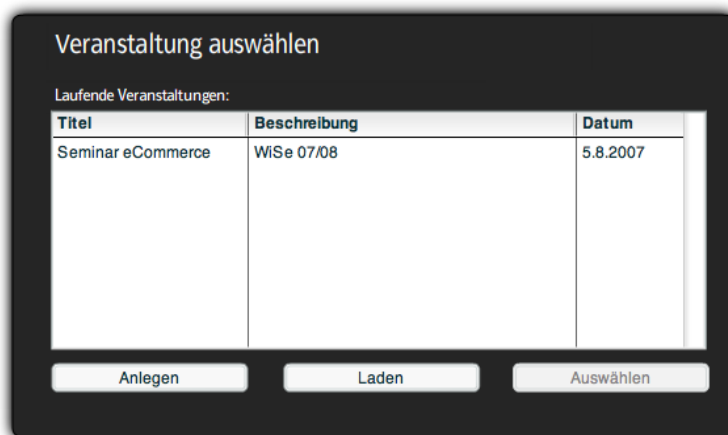 Veranstaltung auswählen
Laufende Veranstaltungen:
Titel Beschreibung Datum
Seminar eCommerce WiSe 07/08 5.8.2007
Anlegen Laden Auswählen